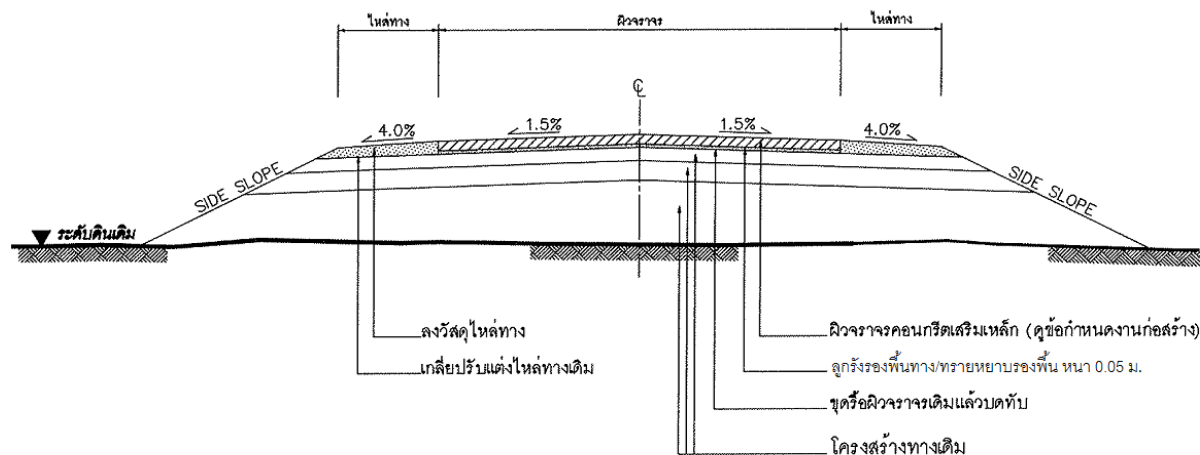 ไหล่ทาง ผิวจราจร ไหล่ทาง
℄
4.0% 1.5% 1.5% 4.0%
SIDE SLOPE SIDE SLOPE
ระดับดินเดิม
ลงวัสดุไหล่ทาง
เกลี่ยปรับแต่งไหล่ทางเดิม
ผิวจราจรคอนกรีตเสริมเหล็ก (ดูข้อกำหนดงานก่อสร้าง)
ลูกรังรองพื้นทาง/ทรายหยาบรองพื้น หนา 0.05 ม.
ขุดรื้อผิวจราจรเดิมแล้วบดทับ
โครงสร้างทางเดิม